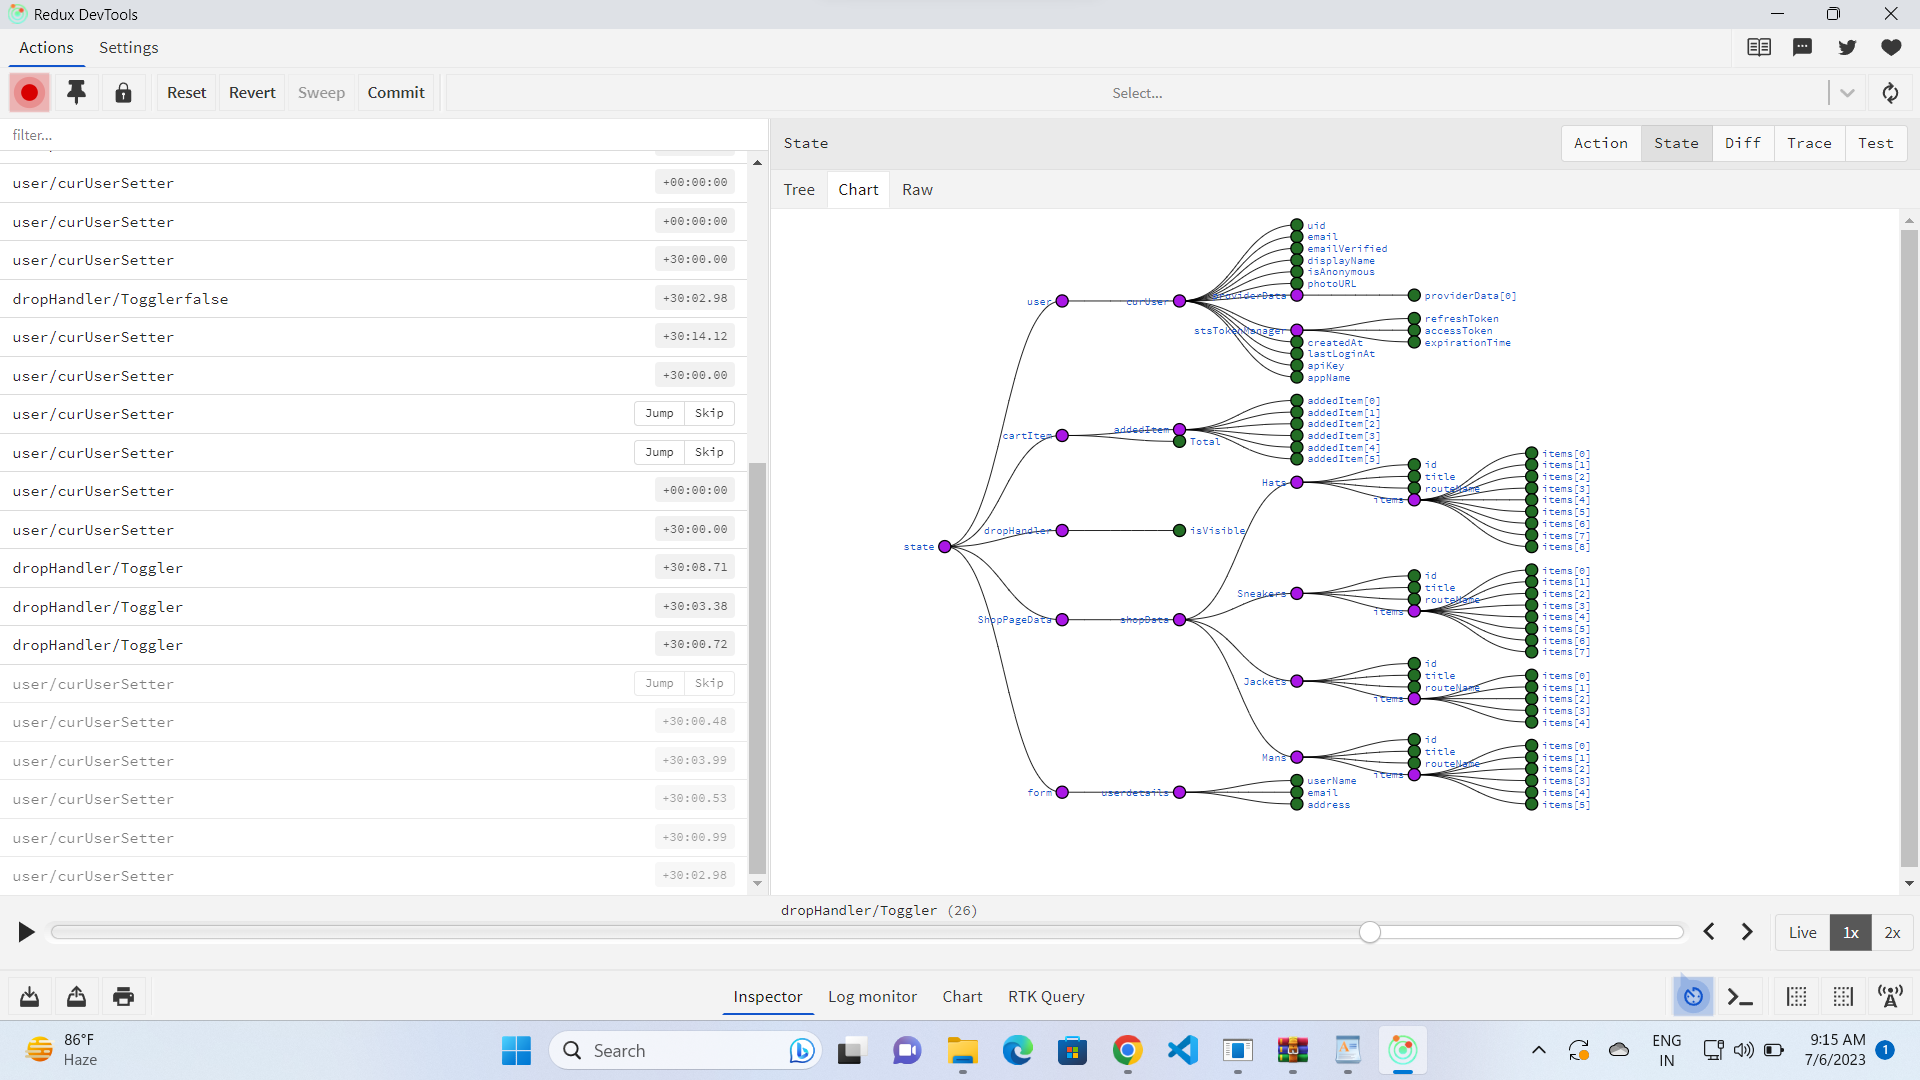 Redux DevTools
Actions Settings
Reset Revert Sweep Commit Select...
filter...
user/curUserSetter +00:00:00
user/curUserSetter +00:00:00
user/curUserSetter +30:00.00
dropHandler/Togglerfalse +30:02.98
user/curUserSetter +30:14.12
user/curUserSetter +30:00.00
user/curUserSetter Jump Skip
user/curUserSetter Jump Skip
user/curUserSetter +00:00:00
user/curUserSetter +30:00.00
dropHandler/Toggler +30:08.71
dropHandler/Toggler +30:03.38
dropHandler/Toggler +30:00.72
user/curUserSetter Jump Skip
user/curUserSetter +30:00.48
user/curUserSetter +30:03.99
user/curUserSetter +30:00.53
user/curUserSetter +30:00.99
user/curUserSetter +30:02.98
State Action State Diff Trace Test
Tree Chart Raw
state
user
curUser
uid
email
emailVerified
displayName
isAnonymous
photoURL
providerData
providerData[0]
stsTokenManager
refreshToken
accessToken
expirationTime
createdAt
lastLoginAt
apiKey
appName
cartItem
addedItem
addedItem[0]
addedItem[1]
addedItem[2]
addedItem[3]
addedItem[4]
addedItem[5]
Total
dropHandler
isVisible
ShopPageData
shopData
Hats
id
title
routeName
items
items[0]
items[1]
items[2]
items[3]
items[4]
items[5]
items[6]
items[7]
items[8]
Sneakers
id
title
routeName
items
items[0]
items[1]
items[2]
items[3]
items[4]
items[5]
items[6]
items[7]
Jackets
id
title
routeName
items
items[0]
items[1]
items[2]
items[3]
items[4]
Mans
id
title
routeName
items
items[0]
items[1]
items[2]
items[3]
items[4]
items[5]
form
userdetails
userName
email
address
dropHandler/Toggler (26)
Live 1x 2x
Inspector Log monitor Chart RTK Query
86°F
Haze
Search
ENG
IN
9:15 AM
7/6/2023
1